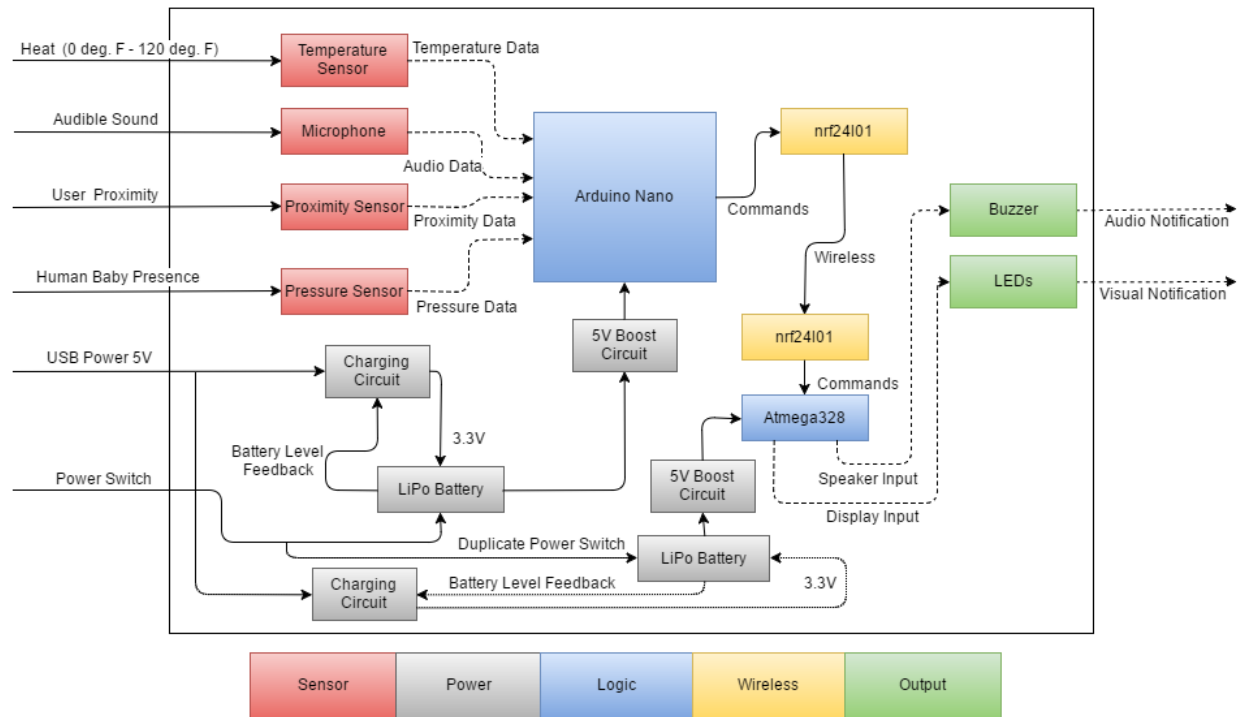 Heat (0 deg. F - 120 deg. F)
Temperature
Sensor
Temperature Data
Audible Sound
Microphone
Audio Data
User Proximity
Proximity Sensor
Proximity Data
Human Baby Presence
Pressure Sensor
Pressure Data
Arduino Nano
Commands
nrf24l01
Wireless
nrf24l01
Commands
Atmega328
Buzzer
Audio Notification
LEDs
Visual Notification
Speaker Input
Display Input
USB Power 5V
Charging
Circuit
3.3V
Battery Level
Feedback
5V Boost
Circuit
Power Switch
LiPo Battery
5V Boost
Circuit
Duplicate Power Switch
LiPo Battery
Charging
Circuit
Battery Level Feedback
3.3V
Sensor
Power
Logic
Wireless
Output